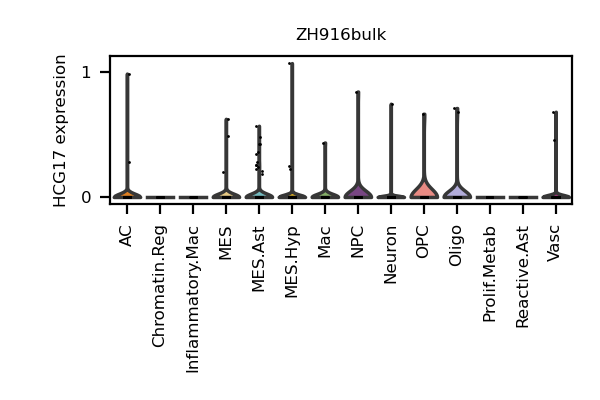 ZH916bulk
HCG17 expression
1
0
AC
Chromatin.Reg
Inflammatory.Mac
MES
MES.Ast
MES.Hyp
Mac
NPC
Neuron
OPC
Oligo
Prolif.Metab
Reactive.Ast
Vasc